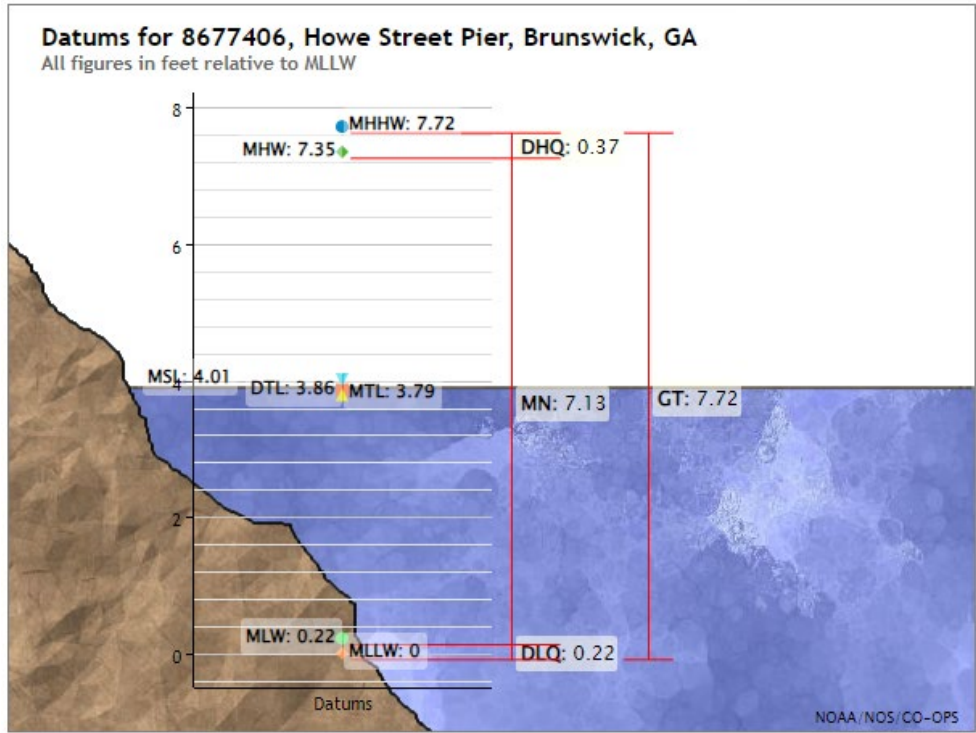 Datums for 8677406, Howe Street Pier, Brunswick, GA
All figures in feet relative to MLLW
8
MHHW: 7.72
MHW: 7.35
DHQ: 0.37
6
MSL: 4.01
4
DTL: 3.86
MTL: 3.79
MN: 7.13
GT: 7.72
2
MLW: 0.22
0
MLLW: 0
DLQ: 0.22
Datums
NOAA/NOS/CO-OPS